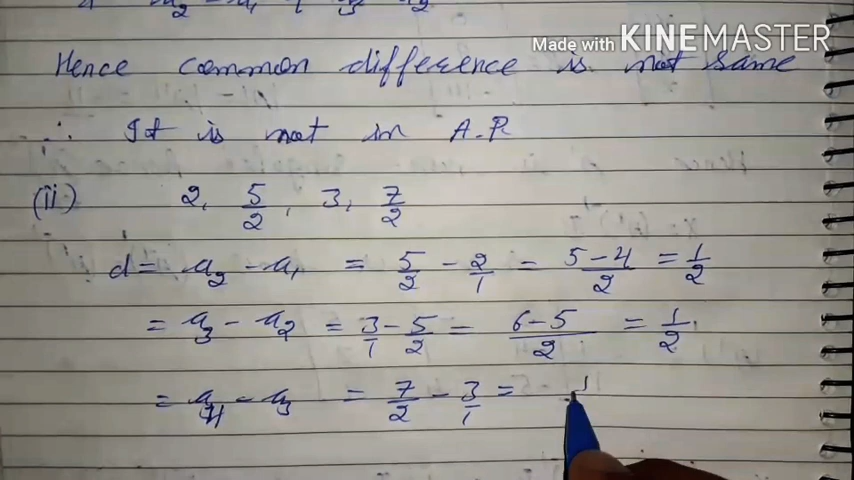 Made with KINEMASTER
Hence common difference is not same
∴ It is not in A.P
(ii) 2, 5/2, 3, 7/2
d = a₂ - a₁ = 5/2 - 2/1 = 5-4/2 = 1/2
= a₃ - a₂ = 3/1 - 5/2 = 6-5/2 = 1/2
= a₄ - a₃ = 7/2 - 3/1 =